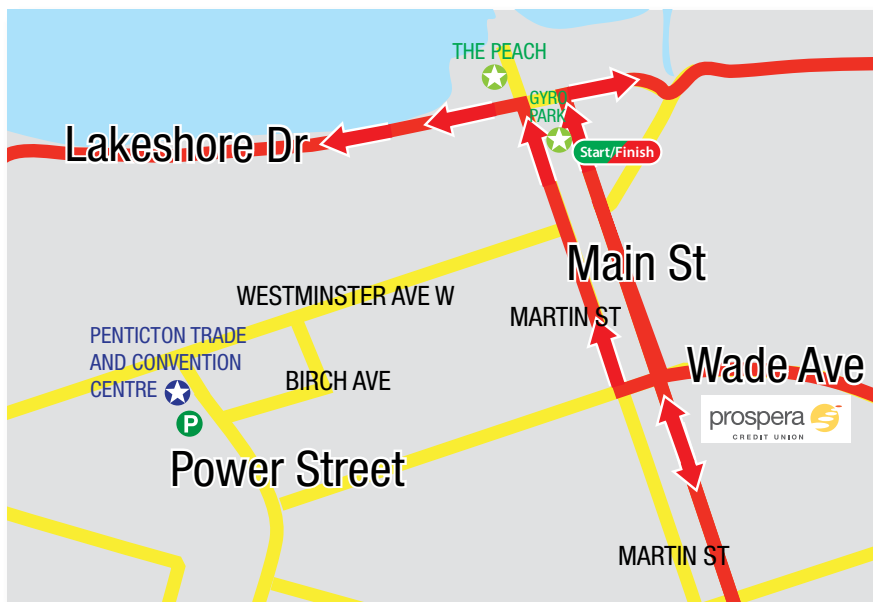 THE PEACH
GYRO
PARK
Start/Finish
Lakeshore Dr
Main St
WESTMINSTER AVE W
MARTIN ST
PENTICTON TRADE
AND CONVENTION
CENTRE
BIRCH AVE
Wade Ave
P
prospera
CREDIT UNION
Power Street
MARTIN ST